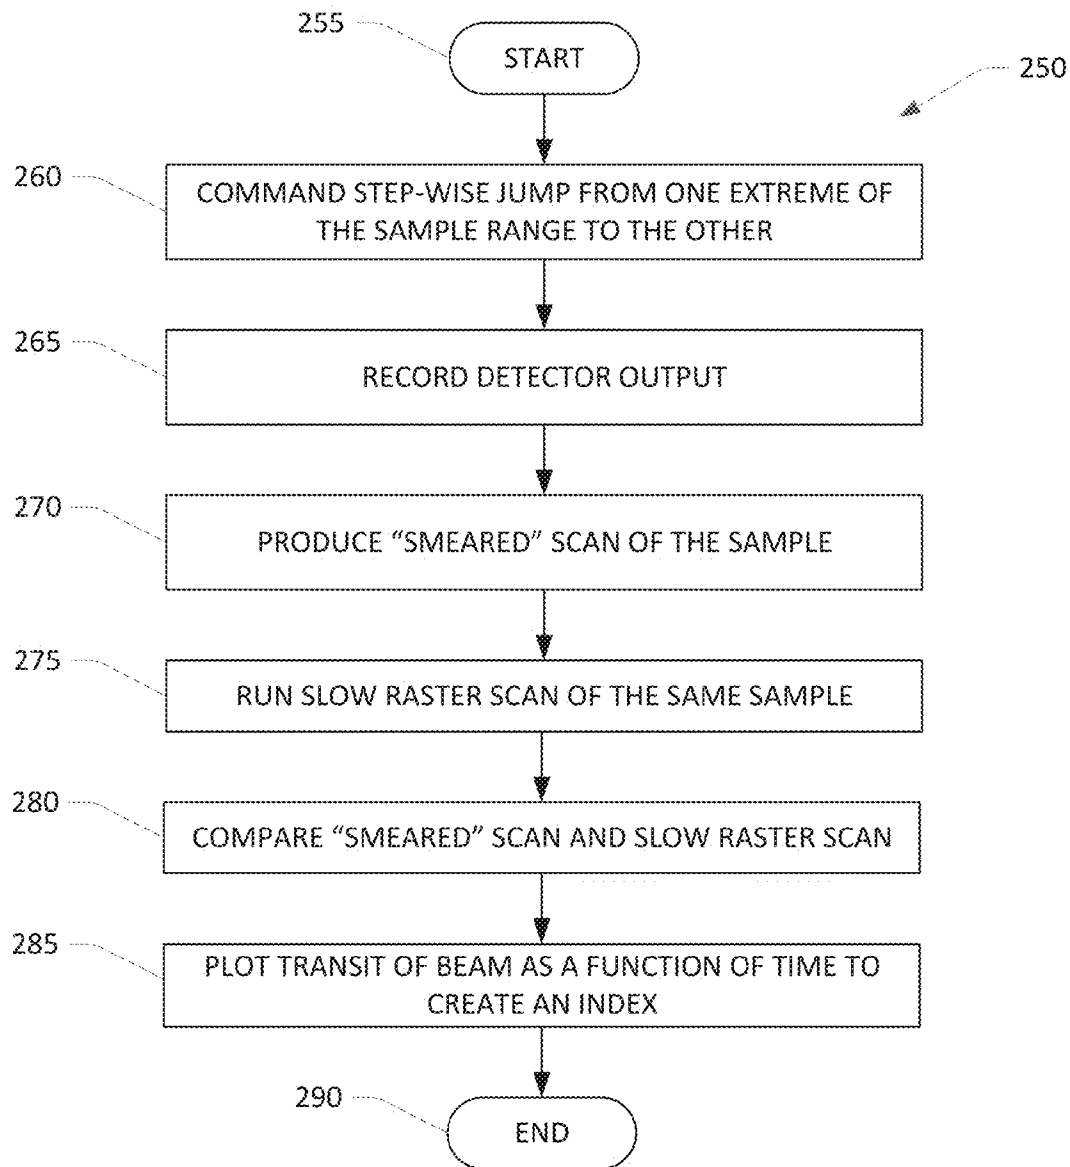 255
START
250
260
COMMAND STEP-WISE JUMP FROM ONE EXTREME OF
THE SAMPLE RANGE TO THE OTHER
265
RECORD DETECTOR OUTPUT
270
PRODUCE “SMEARED” SCAN OF THE SAMPLE
275
RUN SLOW RASTER SCAN OF THE SAME SAMPLE
280
COMPARE “SMEARED” SCAN AND SLOW RASTER SCAN
285
PLOT TRANSIT OF BEAM AS A FUNCTION OF TIME TO
CREATE AN INDEX
290
END